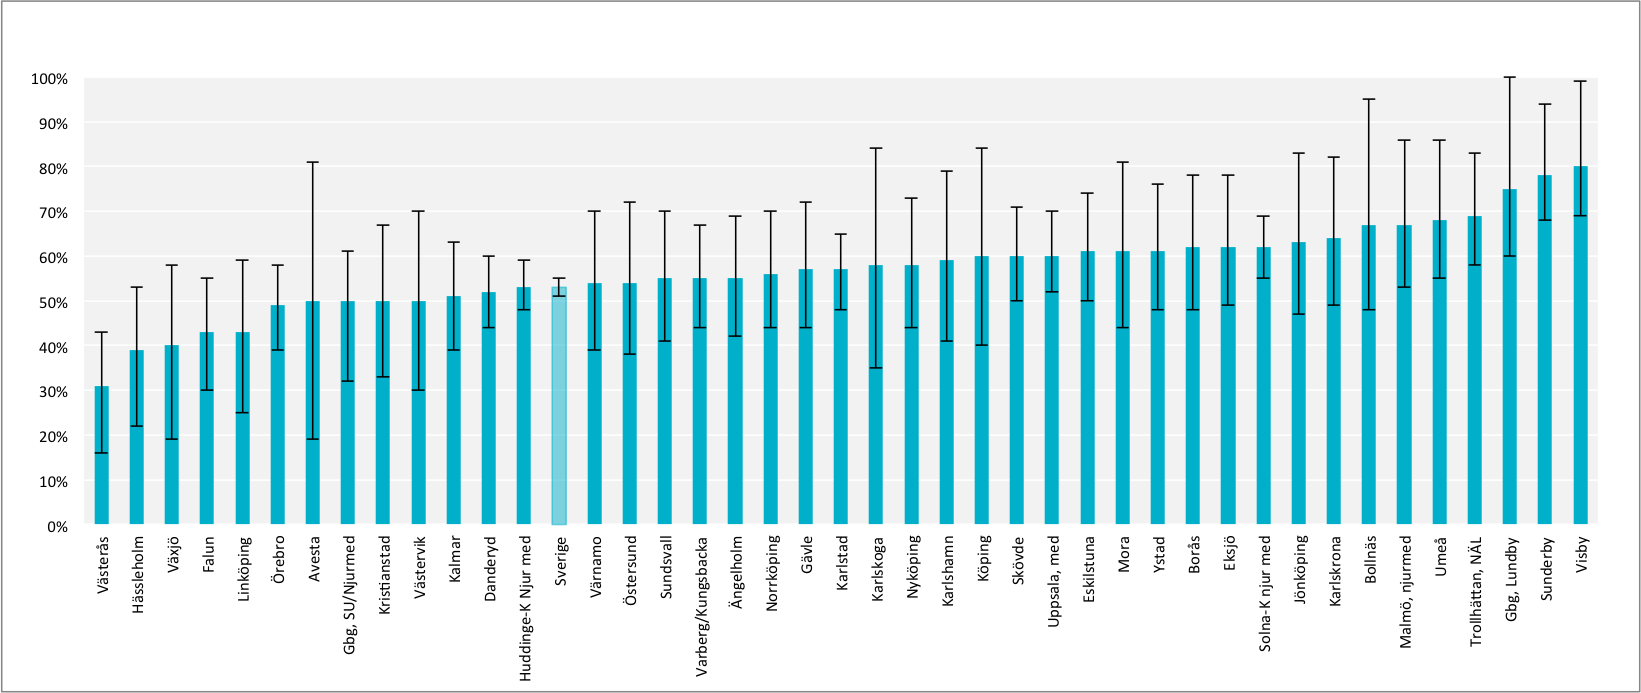 100%
90%
80%
70%
60%
50%
40%
30%
20%
10%
0%
Västerås
Hässleholm
Växjö
Falun
Linköping
Örebro
Avesta
Gbg, SU/Njurmed
Kristianstad
Västervik
Kalmar
Danderyd
Huddinge-K Njur med
Sverige
Värnamo
Östersund
Sundsvall
Varberg/Kungsbacka
Ängelholm
Norrköping
Gävle
Karlstad
Karlskoga
Nyköping
Karlshamn
Köping
Skövde
Uppsala, med
Eskilstuna
Mora
Ystad
Borås
Eksjö
Solna-K njur med
Jönköping
Karlskrona
Bollnäs
Malmö, njurmed
Umeå
Trollhättan, NÄL
Gbg, Lundby
Sunderby
Visby